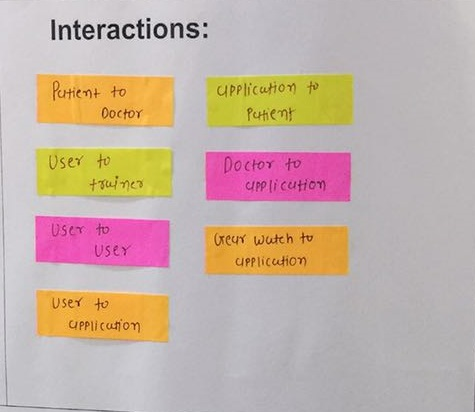 Interactions:
Patient to
Doctor
User to
trainer
User to
User
User to
application
application to
Patient
Doctor to
application
Gear watch to
application